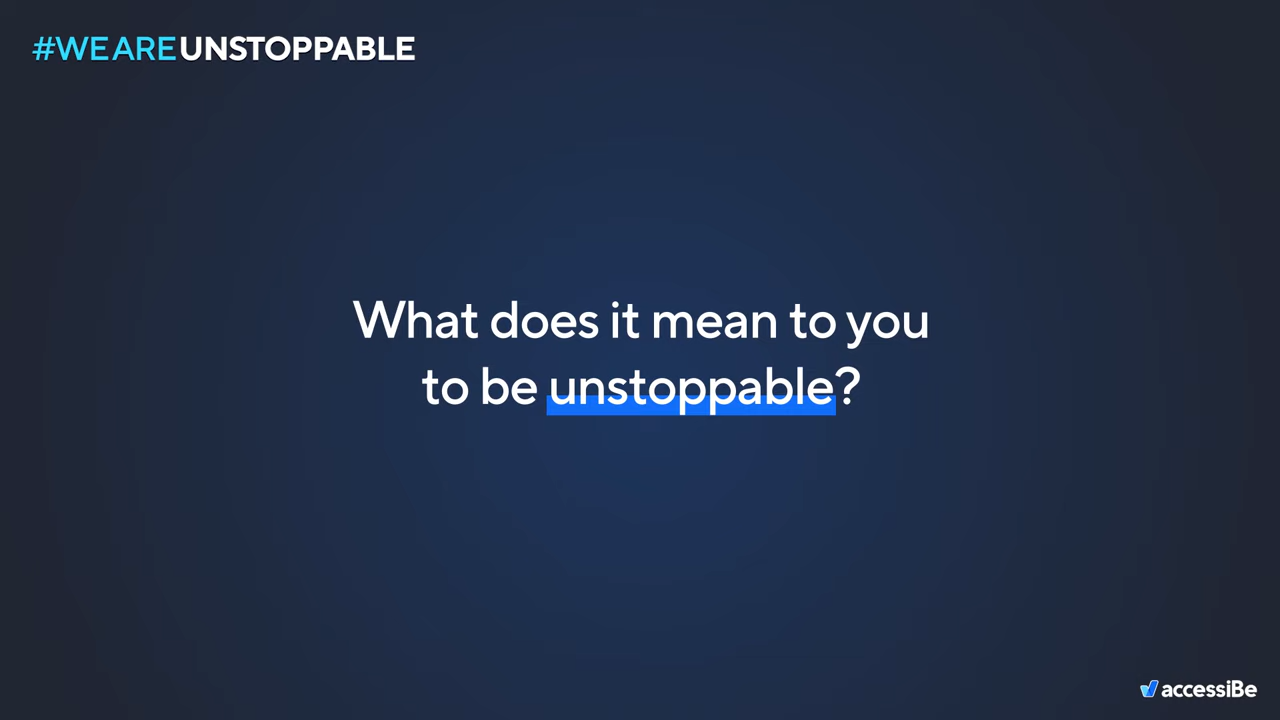 #WEAREUNSTOPPABLE
What does it mean to you
to be unstoppable?
accessiBe